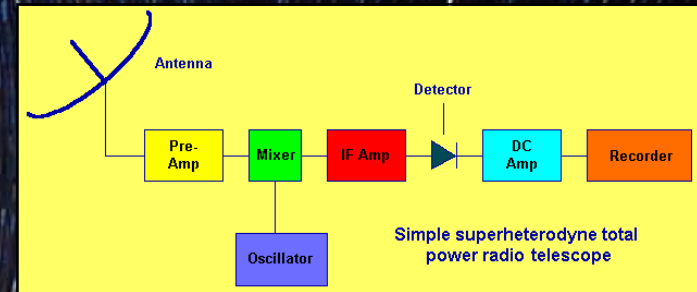 Antenna
Detector
Pre-
Amp
Mixer
IF Amp
DC
Amp
Recorder
Oscillator
Simple superheterodyne total
power radio telescope